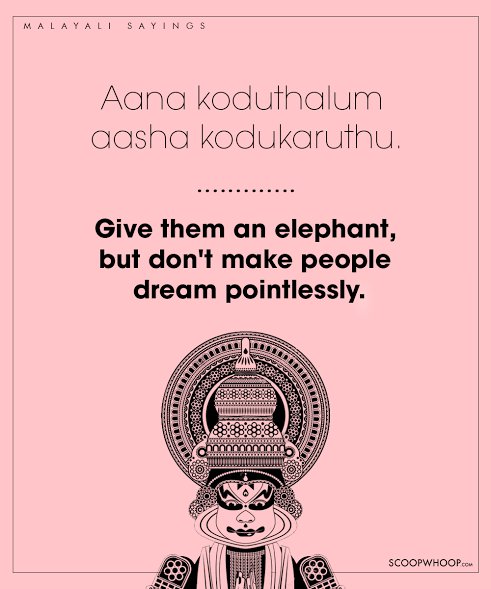 MALAYALI SAYINGS
Aana koduthalum
aasha kodukaruthu.
.............
Give them an elephant,
but don't make people
dream pointlessly.
SCOOPWHOOP.COM